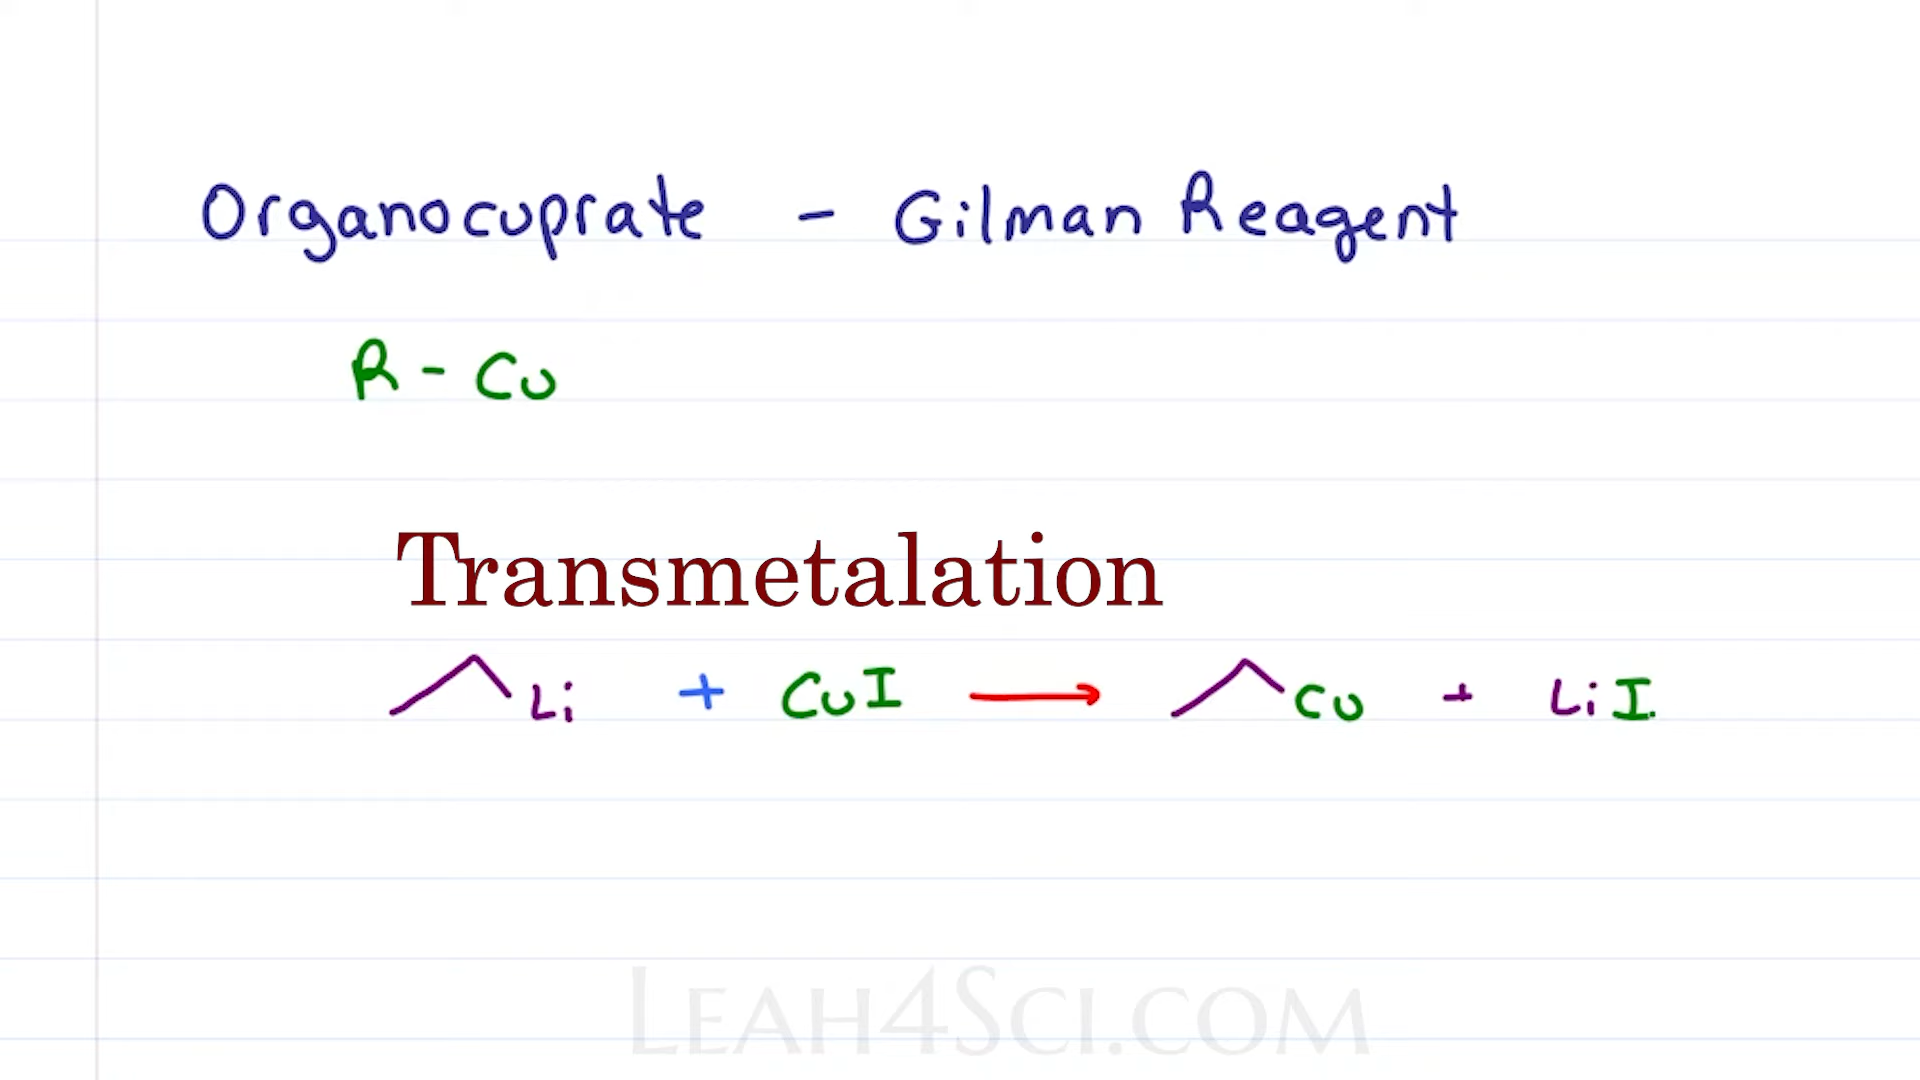 Organocuprate - Gilman Reagent
R - Cu
Transmetalation
Li + CuI → Cu + LiI
LEAH4SCI.COM